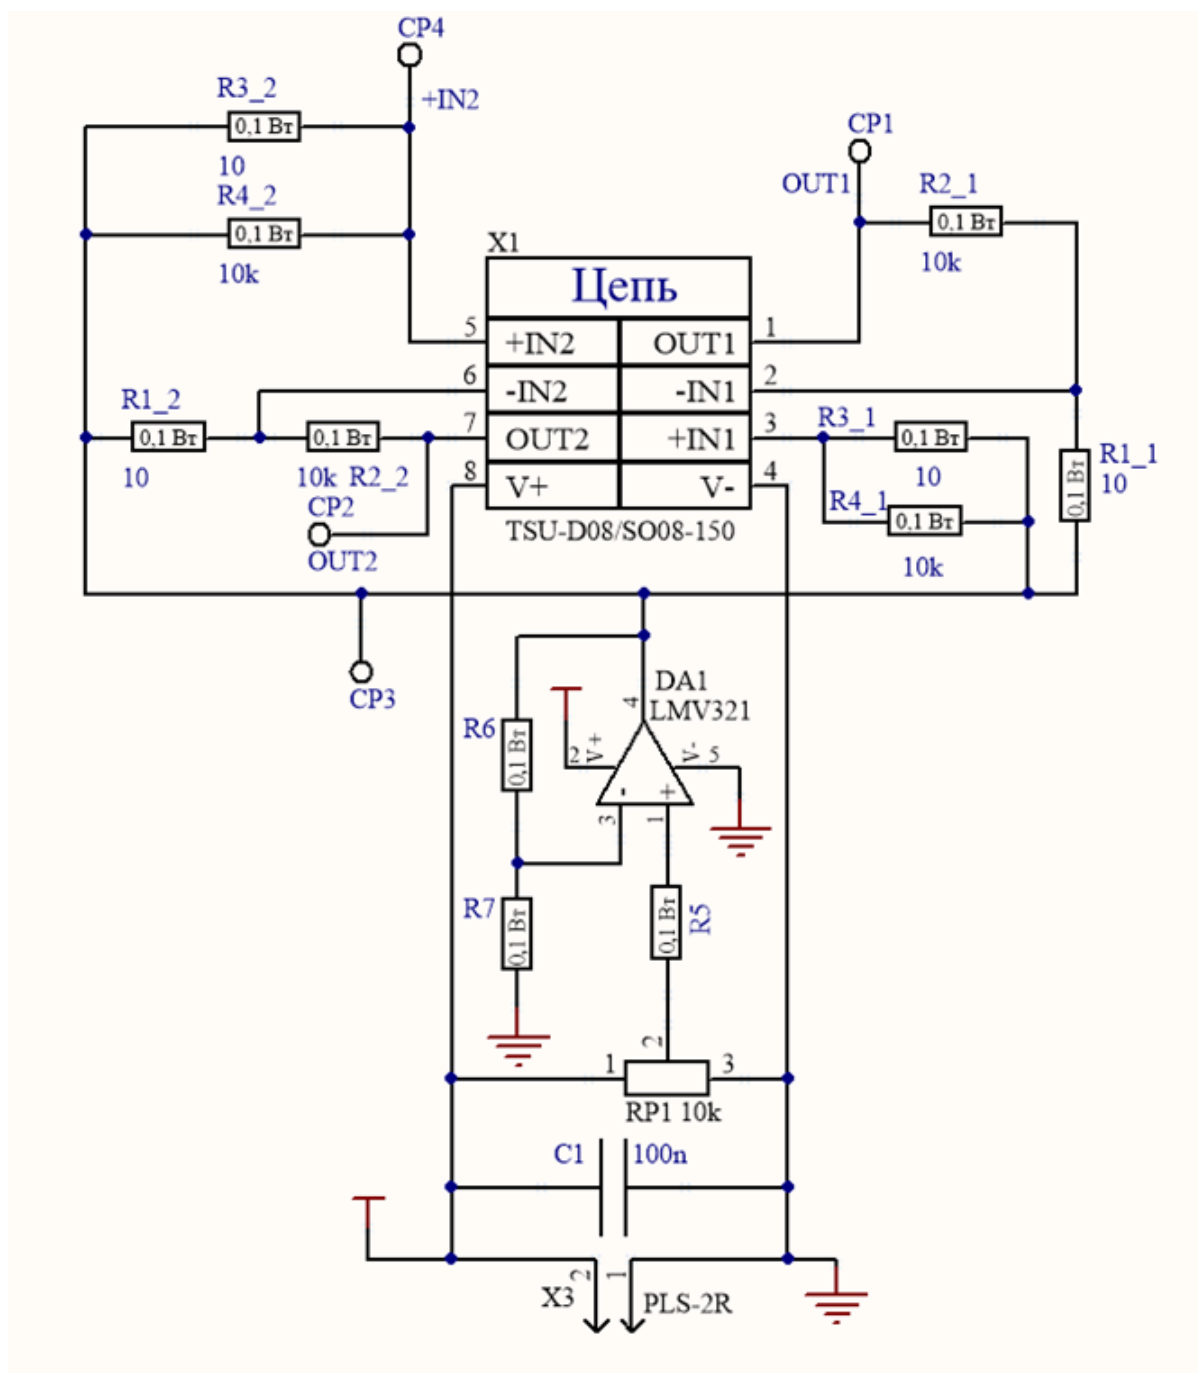 CP4
R3_2
+IN2
0,1 Вт
10
R4_2
0,1 Вт
10k
CP1
OUT1
R2_1
0,1 Вт
10k
X1
Цепь
5
+IN2
OUT1
1
6
-IN2
-IN1
2
7
OUT2
+IN1
3
8
V+
V-
4
TSU-D08/SO08-150
R1_2
0,1 Вт
10
0,1 Вт
10k R2_2
CP2
OUT2
R3_1
0,1 Вт
10
R4_1
0,1 Вт
10k
R1_1
10
0,1 Вт
CP3
DA1
LMV321
4
2
V+
V-
5
-
+
3
1
R6
0,1 Вт
R7
0,1 Вт
R5
0,1 Вт
2
1
3
RP1 10k
C1
100n
2
1
X3
PLS-2R